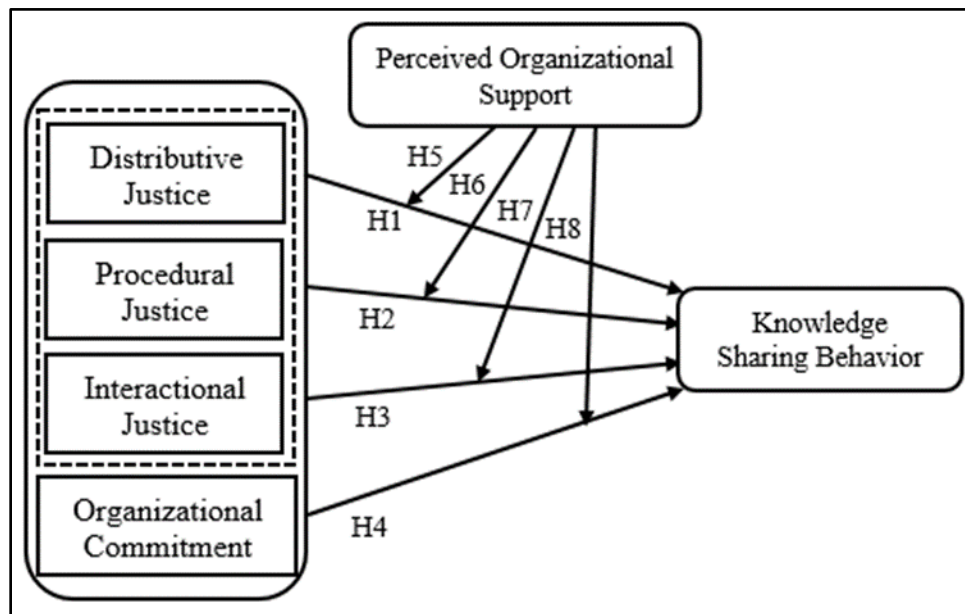 Perceived Organizational
Support
Distributive
Justice
Procedural
Justice
Interactional
Justice
Organizational
Commitment
H5
H6
H7
H8
H1
H2
H3
H4
Knowledge
Sharing Behavior